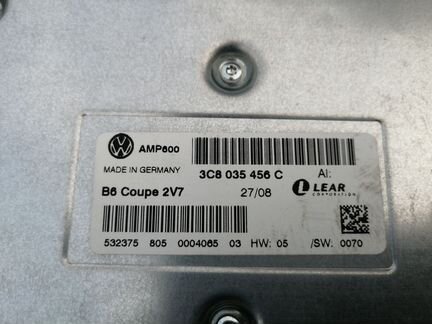 AMP600
MADE IN GERMANY
3C8 035 456 C
AI:
B6 Coupe 2V7
27/08
LEAR
CORPORATION
532375 805 0004065 03 HW: 05 /SW: 0070